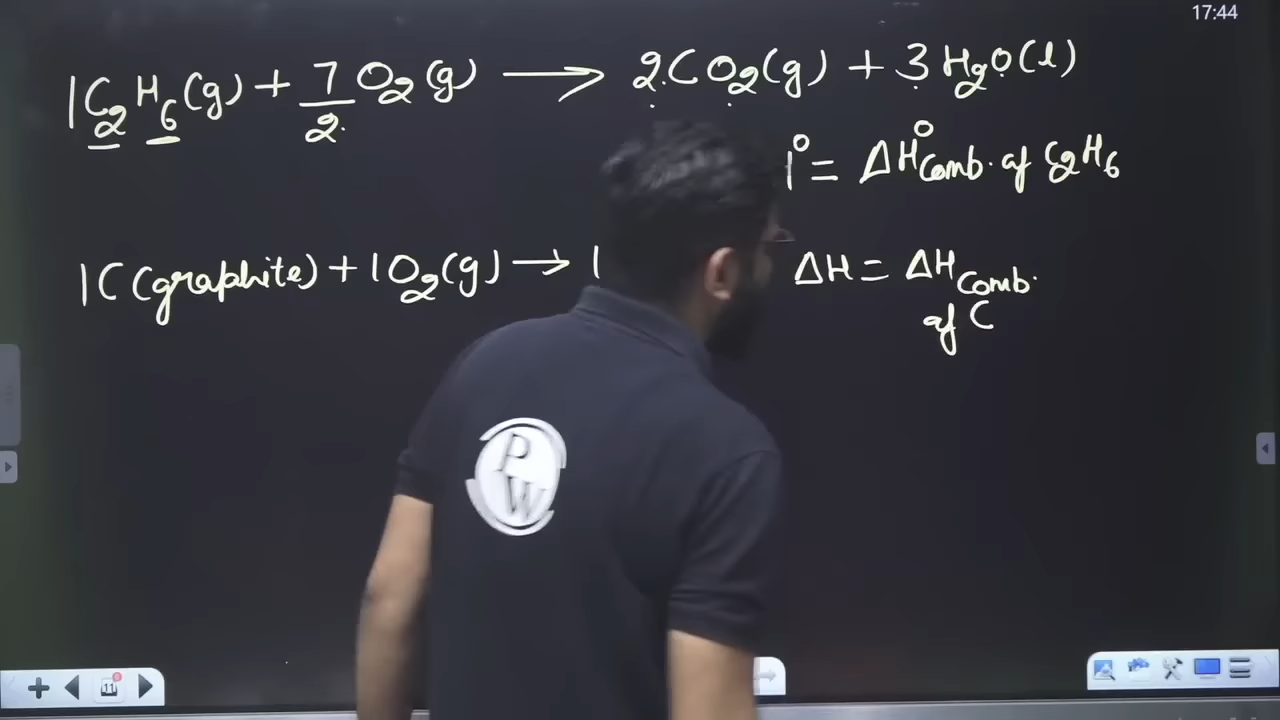 17:44
1C₂H₆(g) + 7/2 O₂(g) ⟶ 2CO₂(g) + 3H₂O(l)
° = ΔH°comb. of C₂H₆
1C(graphite) + 1O₂(g) → 1
ΔH = ΔHcomb.
of C
PW
11